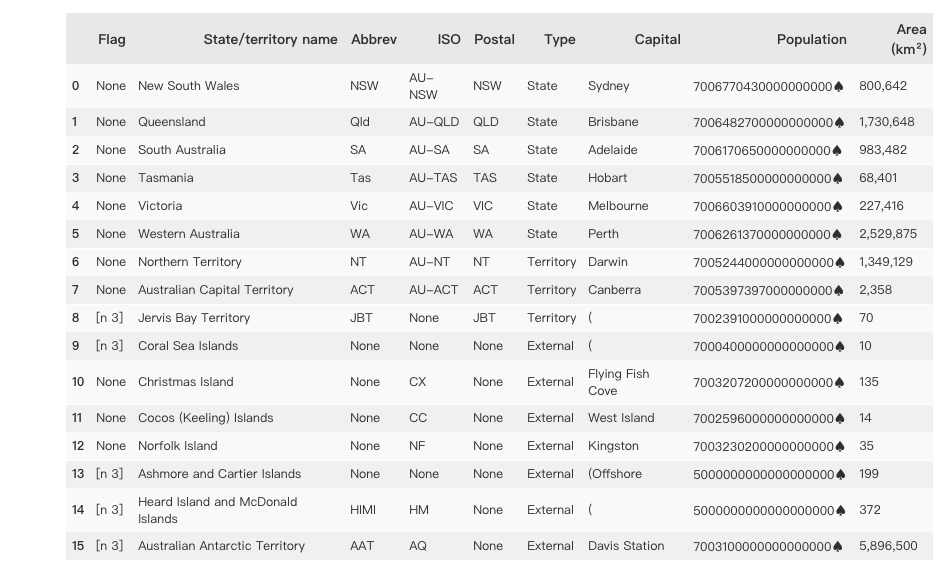 Flag State/territory name Abbrev ISO Postal Type Capital Population Area (km²)
0 None New South Wales NSW AU-NSW NSW State Sydney 7006770430000000000♠ 800,642
1 None Queensland Qld AU-QLD QLD State Brisbane 7006482700000000000♠ 1,730,648
2 None South Australia SA AU-SA SA State Adelaide 7006170650000000000♠ 983,482
3 None Tasmania Tas AU-TAS TAS State Hobart 7005518500000000000♠ 68,401
4 None Victoria Vic AU-VIC VIC State Melbourne 7006603910000000000♠ 227,416
5 None Western Australia WA AU-WA WA State Perth 7006261370000000000♠ 2,529,875
6 None Northern Territory NT AU-NT NT Territory Darwin 7005244000000000000♠ 1,349,129
7 None Australian Capital Territory ACT AU-ACT ACT Territory Canberra 7005397397000000000♠ 2,358
8 [n 3] Jervis Bay Territory JBT None JBT Territory ( 7002391000000000000♠ 70
9 [n 3] Coral Sea Islands None None None External ( 7000400000000000000♠ 10
10 None Christmas Island None CX None External Flying Fish Cove 7003207200000000000♠ 135
11 None Cocos (Keeling) Islands None CC None External West Island 7002596000000000000♠ 14
12 None Norfolk Island None NF None External Kingston 7003230200000000000♠ 35
13 [n 3] Ashmore and Cartier Islands None None None External (Offshore 5000000000000000000♠ 199
14 [n 3] Heard Island and McDonald Islands HIMI HM None External ( 5000000000000000000♠ 372
15 [n 3] Australian Antarctic Territory AAT AQ None External Davis Station 7003100000000000000♠ 5,896,500